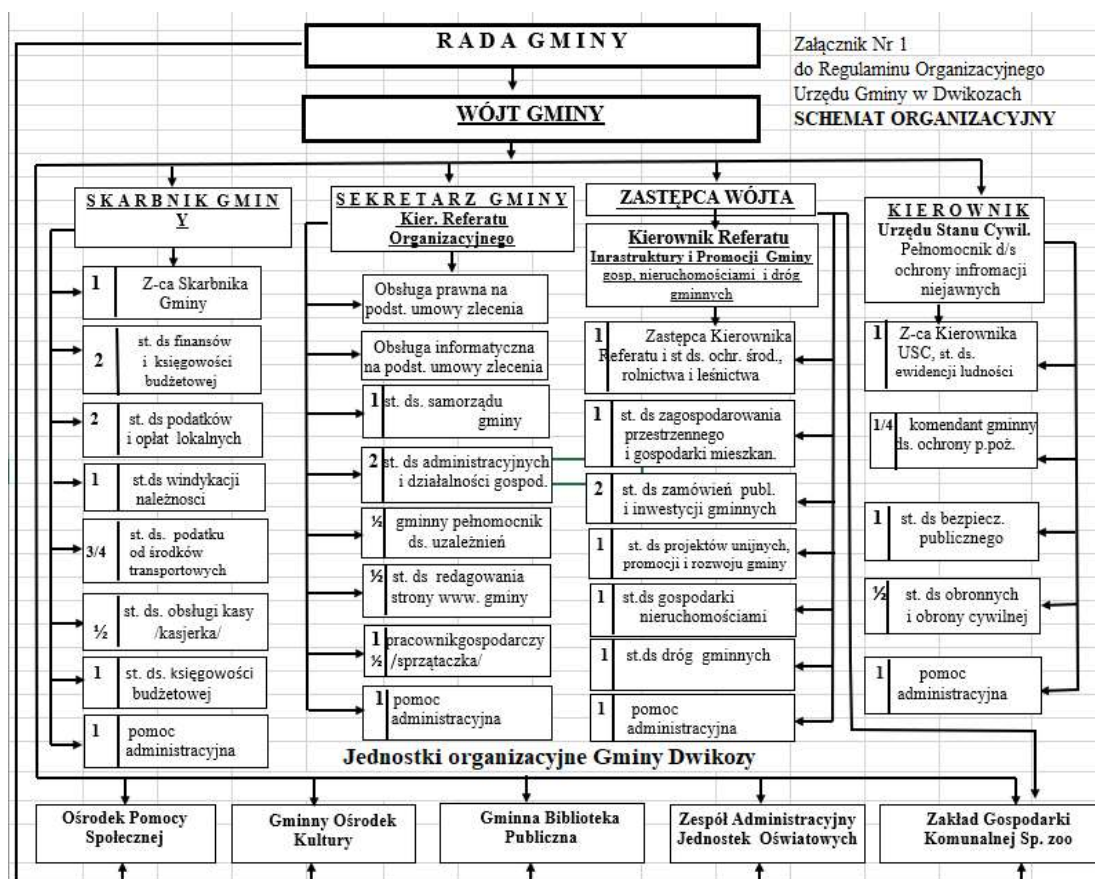 RADA GMINY
Załącznik Nr 1
do Regulaminu Organizacyjnego
Urzędu Gminy w Dwikozach
SCHEMAT ORGANIZACYJNY
WÓJT GMINY
SKARBNIK GMIN
Y
1 Z-ca Skarbnika
Gminy
2 st. ds finansów
i księgowości
budżetowej
2 st. ds podatków
i opłat lokalnych
1 st.ds windykacji
należnosci
3/4 st. ds. podatku
od środków
transportowych
½ st. ds. obsługi kasy
/kasjerka/
1 st. ds. księgowości
budżetowej
1 pomoc
administracyjna
SEKRETARZ GMINY
Kier. Referatu
Organizacyjnego
Obsługa prawna na
podst. umowy zlecenia
Obsługa informatyczna
na podst. umowy zlecenia
1 st. ds. samorządu
gminy
2 st. ds administracyjnych
i działalności gospod.
½ gminny pełnomocnik
ds. uzależnień
½ st. ds redagowania
strony www. gminy
1 pracownikgospodarczy
½ /sprzątaczka/
1 pomoc
administracyjna
ZASTĘPCA WÓJTA
Kierownik Referatu
Inrastruktury i Promocji Gminy
gosp, nieruchomościami i dróg
gminnych
1 Zastępca Kierownika
Referatu i st ds. ochr. środ.,
rolnictwa i leśnictwa
1 st. ds zagospodarowania
przestrzennego
i gospodarki mieszkan.
2 st. ds zamówień publ.
i inwestycji gminnych
1 st. ds projektów unijnych,
promocji i rozwoju gminy
1 st.ds gospodarki
nieruchomościami
1 st.ds dróg gminnych
1 pomoc
administracyjna
KIEROWNIK
Urzędu Stanu Cywil.
Pełnomocnik d/s
ochrony infromacji
niejawnych
1 Z-ca Kierownika
USC, st. ds.
ewidencji ludności
1/4 komendant gminny
ds. ochrony p.poż.
1 st. ds bezpiecz.
publicznego
½ st. ds obronnych
i obrony cywilnej
1 pomoc
administracyjna
Jednostki organizacyjne Gminy Dwikozy
Ośrodek Pomocy
Społecznej
Gminny Ośrodek
Kultury
Gminna Biblioteka
Publiczna
Zespół Administracyjny
Jednostek Oświatowych
Zakład Gospodarki
Komunalnej Sp. zoo